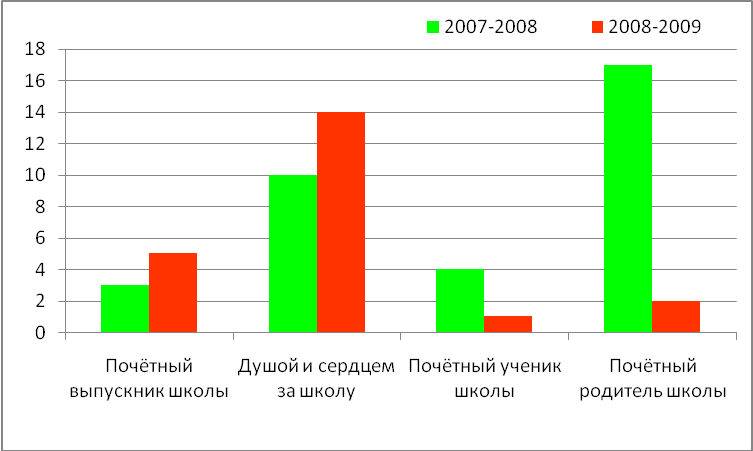 2007-2008 2008-2009
18
16
14
12
10
8
6
4
2
0
Почётный
выпускник школы
Душой и сердцем
за школу
Почётный ученик
школы
Почётный
родитель школы